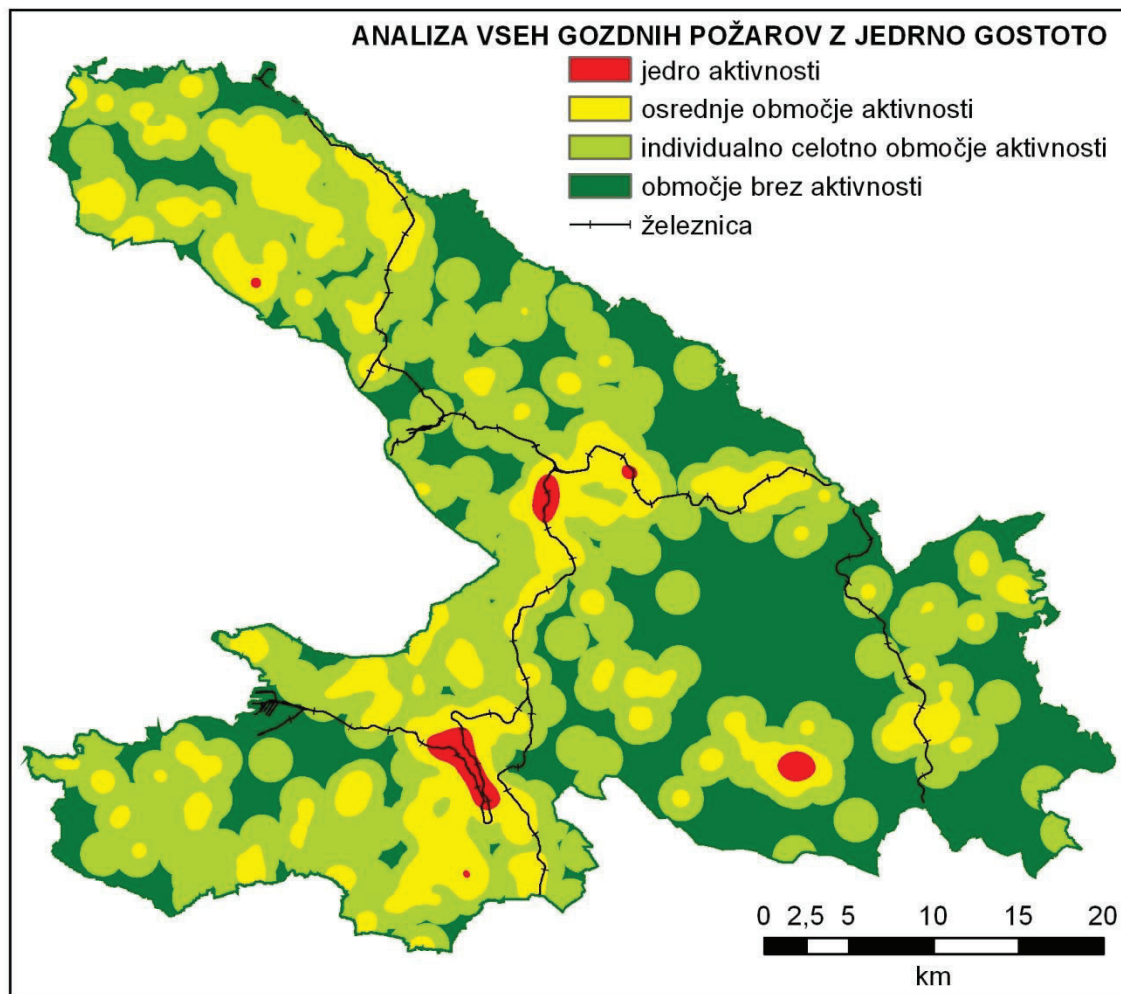 ANALIZA VSEH GOZDNIH POŽAROV Z JEDRNO GOSTOTO
jedro aktivnosti
osrednje območje aktivnosti
individualno celotno območje aktivnosti
območje brez aktivnosti
železnica
0 2,5 5 10 15 20
km